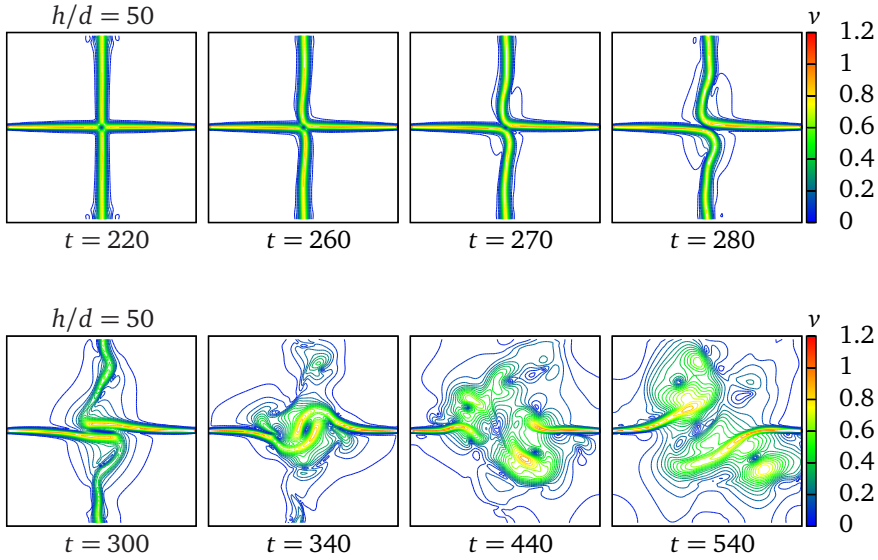 h/d = 50
v
1.2
1
0.8
0.6
0.4
0.2
0
t = 220
t = 260
t = 270
t = 280
h/d = 50
v
1.2
1
0.8
0.6
0.4
0.2
0
t = 300
t = 340
t = 440
t = 540